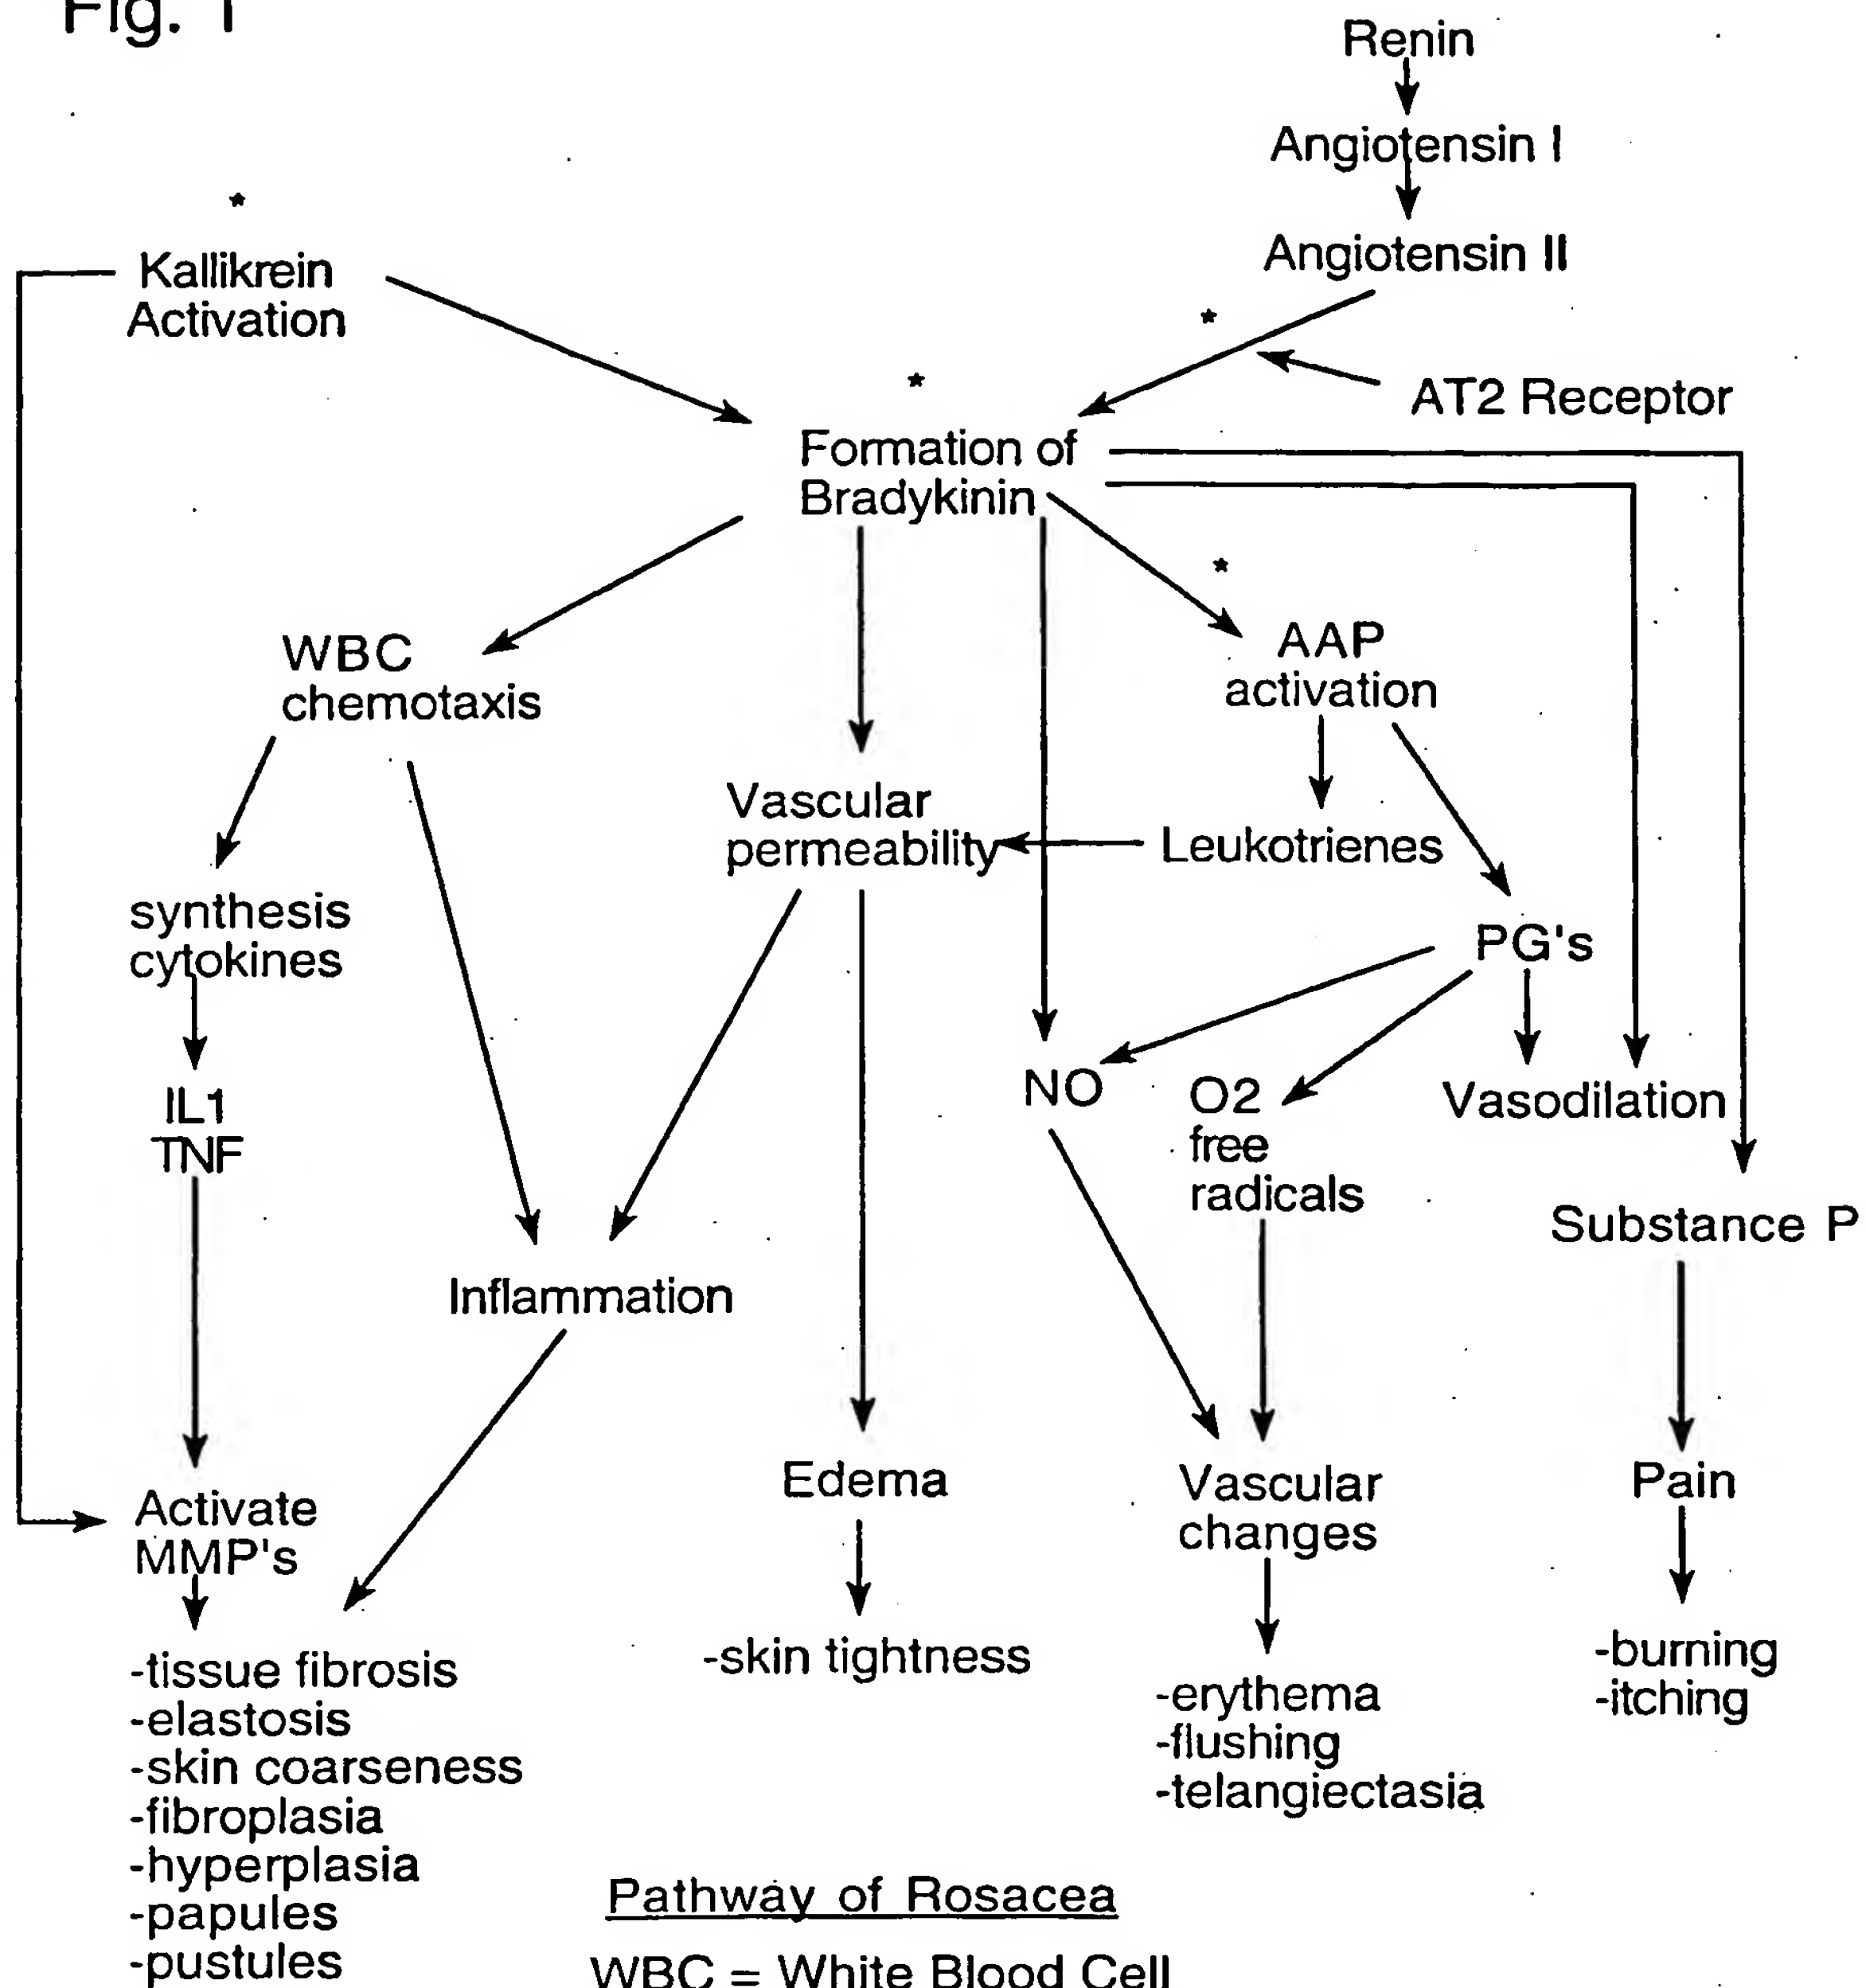 Fig. 1
Renin
Angiotensin I
*
Angiotensin II
Kallikrein
Activation
*
*
AT2 Receptor
Formation of
Bradykinin
*
WBC
chemotaxis
AAP
activation
Vascular
permeability
Leukotrienes
synthesis
cytokines
PG's
IL1
TNF
NO
O2
free
radicals
Vasodilation
Substance P
Inflammation
Activate
MMP's
Edema
Vascular
changes
Pain
-tissue fibrosis
-elastosis
-skin coarseness
-fibroplasia
-hyperplasia
-papules
-pustules
-skin tightness
-erythema
-flushing
-telangiectasia
-burning
-itching
Pathway of Rosacea
WBC = White Blood Cell